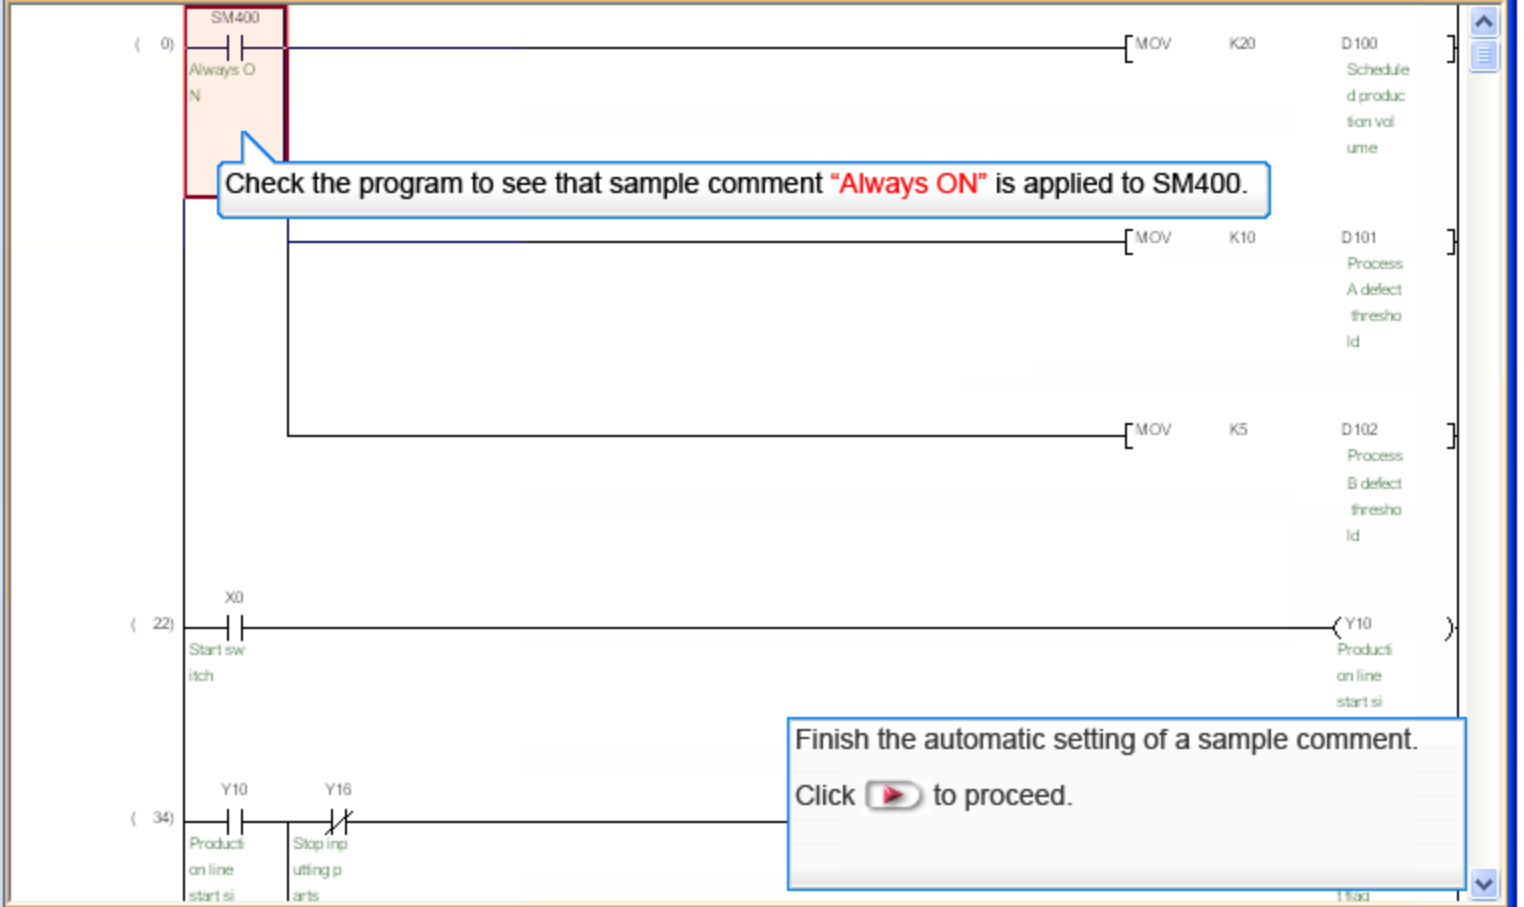 SM400
( 0) MOV K20 D100
Always O
N
Schedule
d produc
tion vol
ume
Check the program to see that sample comment “Always ON” is applied to SM400.
MOV K10 D101
Process
A defect
thresho
ld
MOV K5 D102
Process
B defect
thresho
ld
X0
( 22) Y10
Start sw
itch
Producti
on line
start si
Finish the automatic setting of a sample comment.
Click to proceed.
Y10 Y16
( 34)
Producti
on line
start si
Stop inp
utting p
arts
t flag